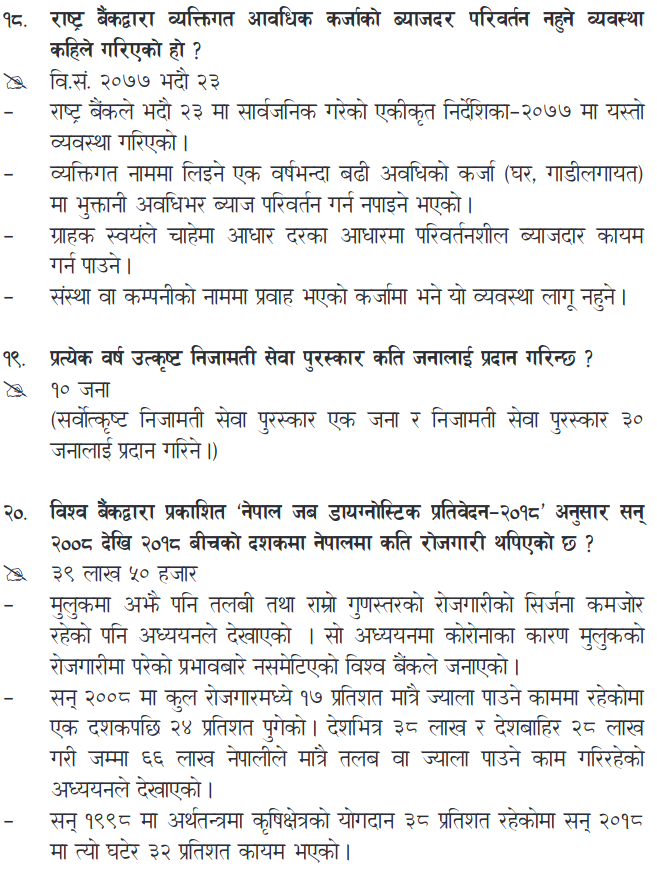 १८. राष्ट्र बैंकद्वारा व्यक्तिगत आवधिक कर्जाको ब्याजदर परिवर्तन नहुने व्यवस्था
कहिले गरिएको हो ?
वि.सं. २०७७ भदौ २३
– राष्ट्र बैंकले भदौ २३ मा सार्वजनिक गरेको एकीकृत निर्देशिका–२०७७ मा यस्तो
व्यवस्था गरिएको ।
– व्यक्तिगत नाममा लिइने एक वर्षभन्दा बढी अवधिको कर्जा (घर, गाडीलगायत)
मा भुक्तानी अवधिभर ब्याज परिवर्तन गर्न नपाइने भएको ।
– ग्राहक स्वयंले चाहेमा आधार दरका आधारमा परिवर्तनशील ब्याजदार कायम
गर्न पाउने ।
– संस्था वा कम्पनीको नाममा प्रवाह भएको कर्जामा भने यो व्यवस्था लागू नहुने ।
१९. प्रत्येक वर्ष उत्कृष्ट निजामती सेवा पुरस्कार कति जनालाई प्रदान गरिन्छ ?
१० जना
(सर्वोत्कृष्ट निजामती सेवा पुरस्कार एक जना र निजामती सेवा पुरस्कार ३०
जनालाई प्रदान गरिने ।)
२०. विश्व बैंकद्वारा प्रकाशित ‘नेपाल जब डायग्नोस्टिक प्रतिवेदन–२०१८’ अनुसार सन्
२००८ देखि २०१८ बीचको दशकमा नेपालमा कति रोजगारी थपिएको छ ?
३९ लाख ५० हजार
– मुलुकमा अझै पनि तलबी तथा राम्रो गुणस्तरको रोजगारीको सिर्जना कमजोर
रहेको पनि अध्ययनले देखाएको । सो अध्ययनमा कोरोनाका कारण मुलुकको
रोजगारीमा परेको प्रभावबारे नसमेटिएको विश्व बैंकले जनाएको ।
– सन् २००८ मा कुल रोजगारमध्ये १७ प्रतिशत मात्रै ज्याला पाउने काममा रहेकोमा
एक दशकपछि २४ प्रतिशत पुगेको । देशभित्र ३८ लाख र देशबाहिर २८ लाख
गरी जम्मा ६६ लाख नेपालीले मात्रै तलब वा ज्याला पाउने काम गरिरहेको
अध्ययनले देखाएको ।
– सन् १९९८ मा अर्थतन्त्रमा कृषिक्षेत्रको योगदान ३८ प्रतिशत रहेकोमा सन् २०१८
मा त्यो घटेर ३२ प्रतिशत कायम भएको ।